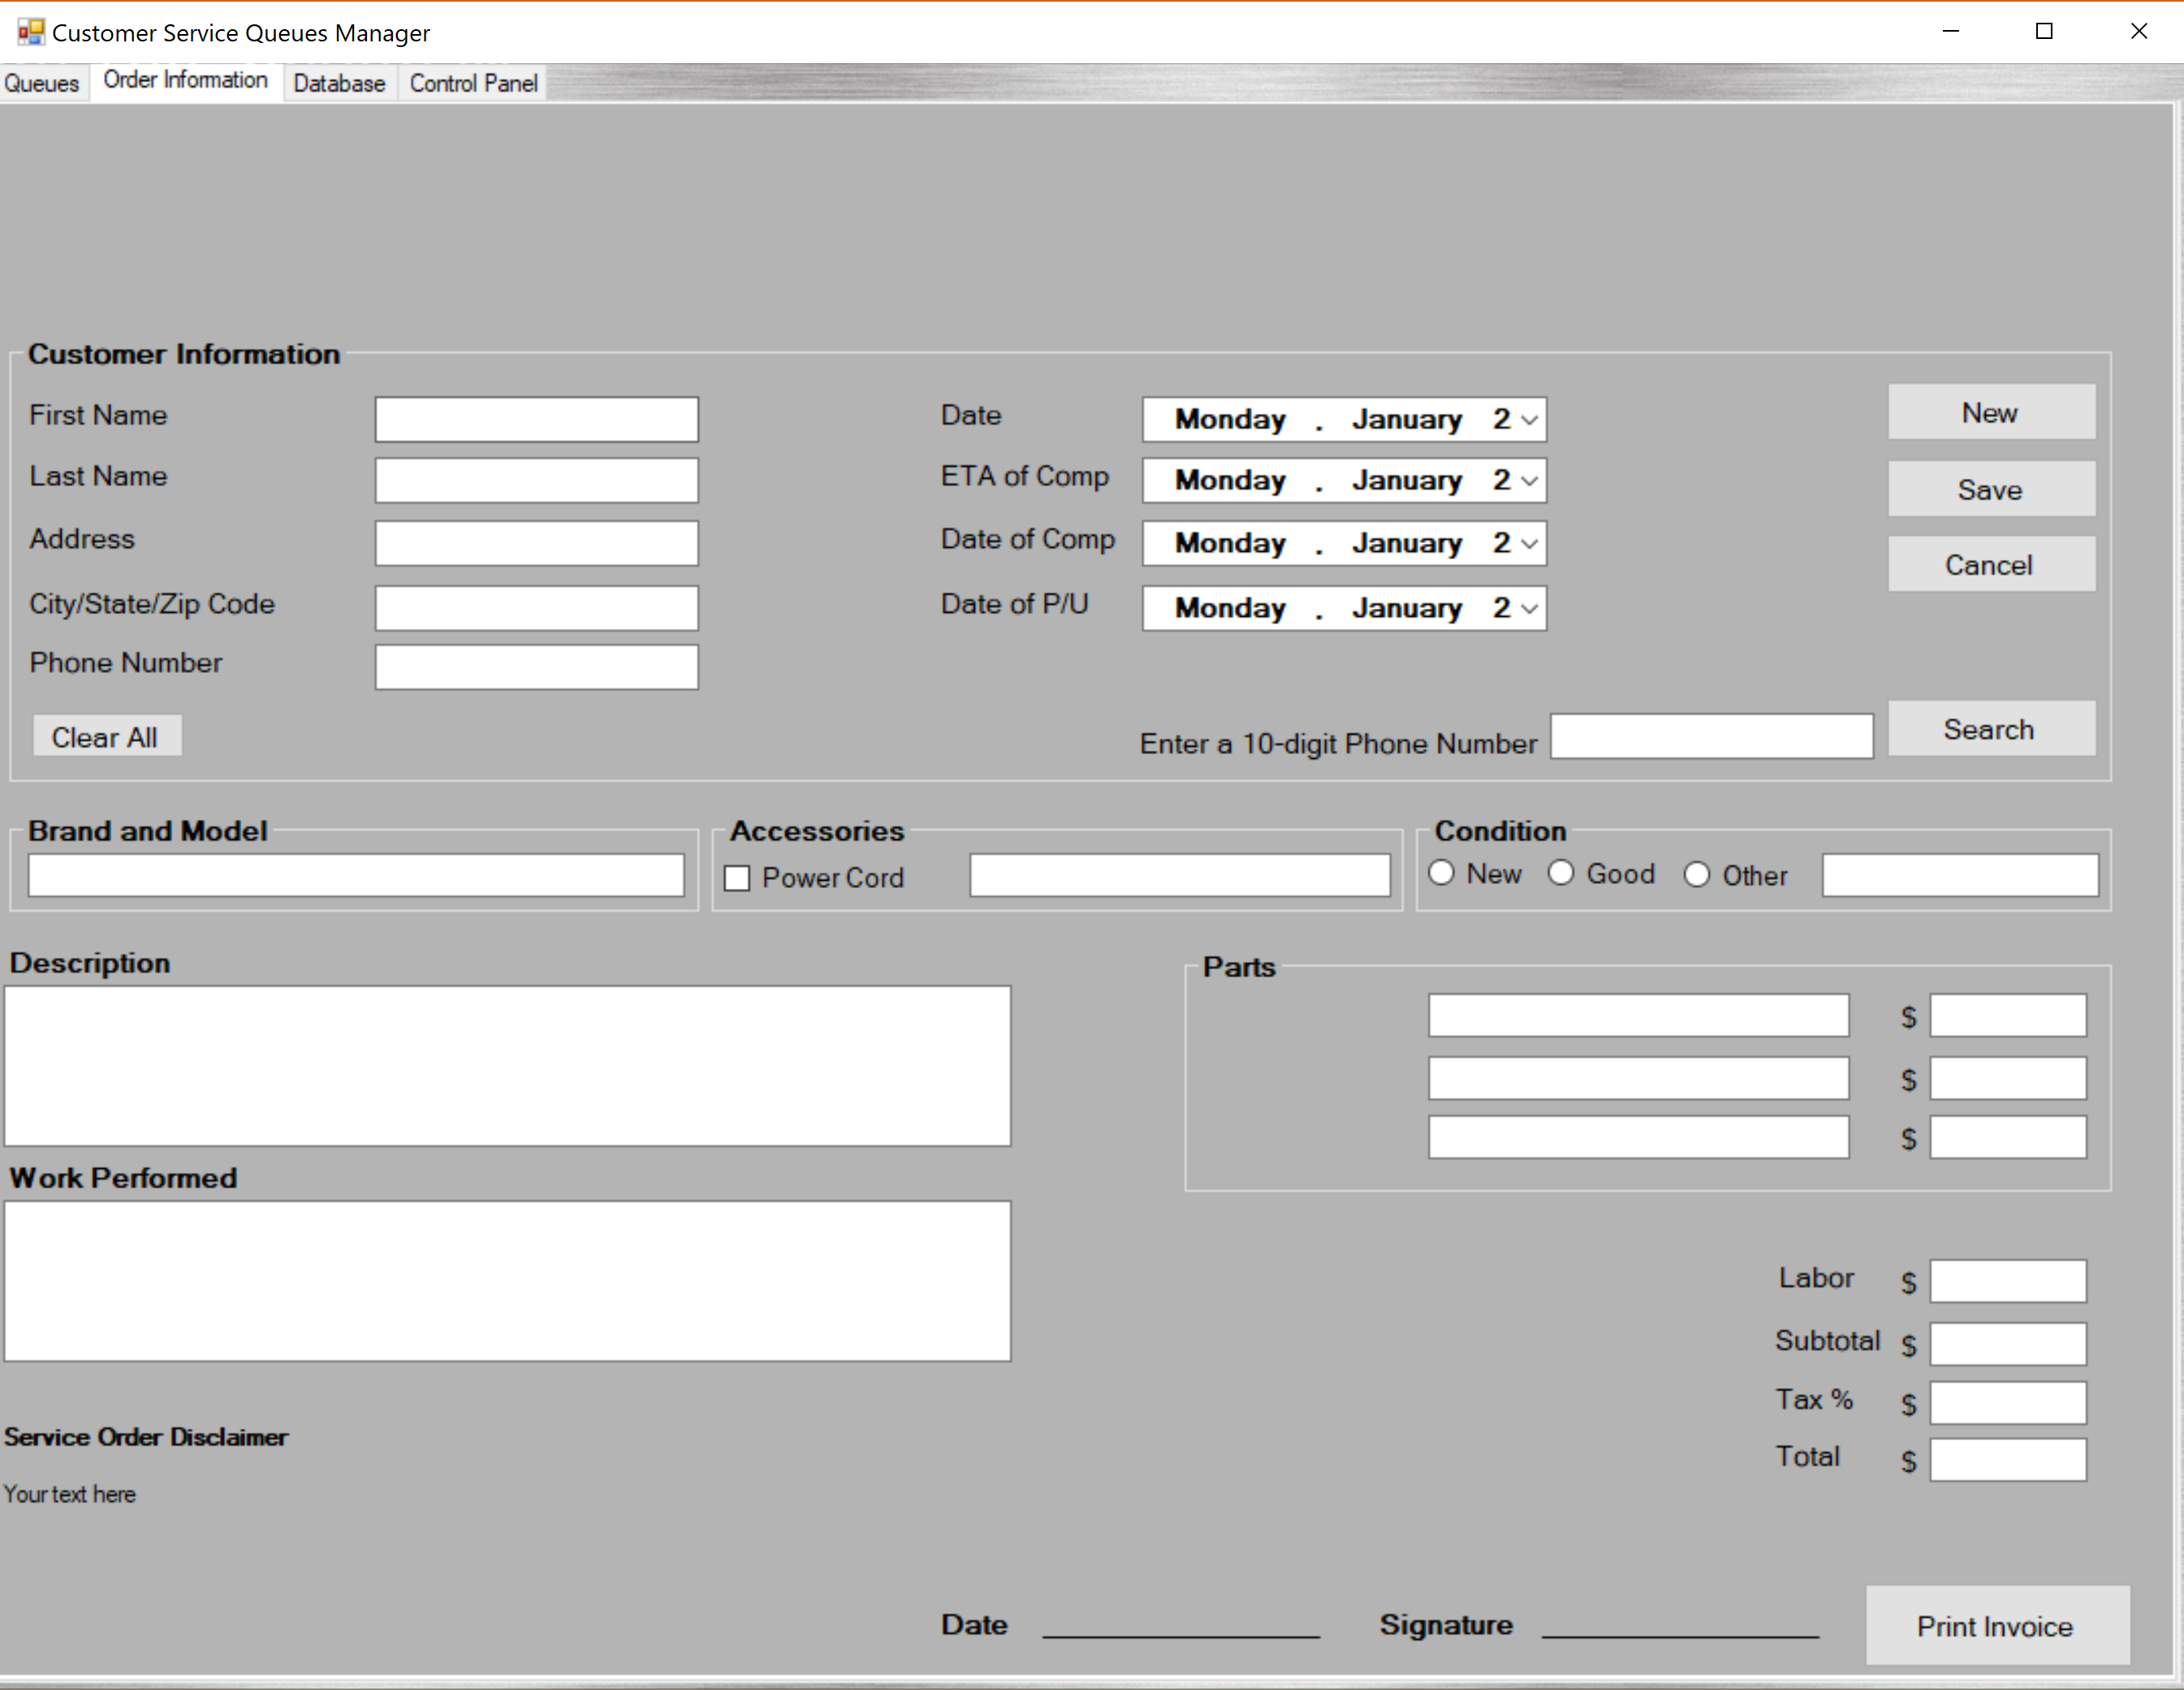 Customer Service Queues Manager
Queues Order Information Database Control Panel
Customer Information
First Name Date Monday . January 2 New
Last Name ETA of Comp Monday . January 2 Save
Address Date of Comp Monday . January 2 Cancel
City/State/Zip Code Date of P/U Monday . January 2
Phone Number
Clear All Enter a 10-digit Phone Number Search
Brand and Model Accessories Condition
Power Cord New Good Other
Description Parts
$
$
$
Work Performed
Labor $
Subtotal $
Tax % $
Service Order Disclaimer
Total $
Your text here
Date Signature Print Invoice